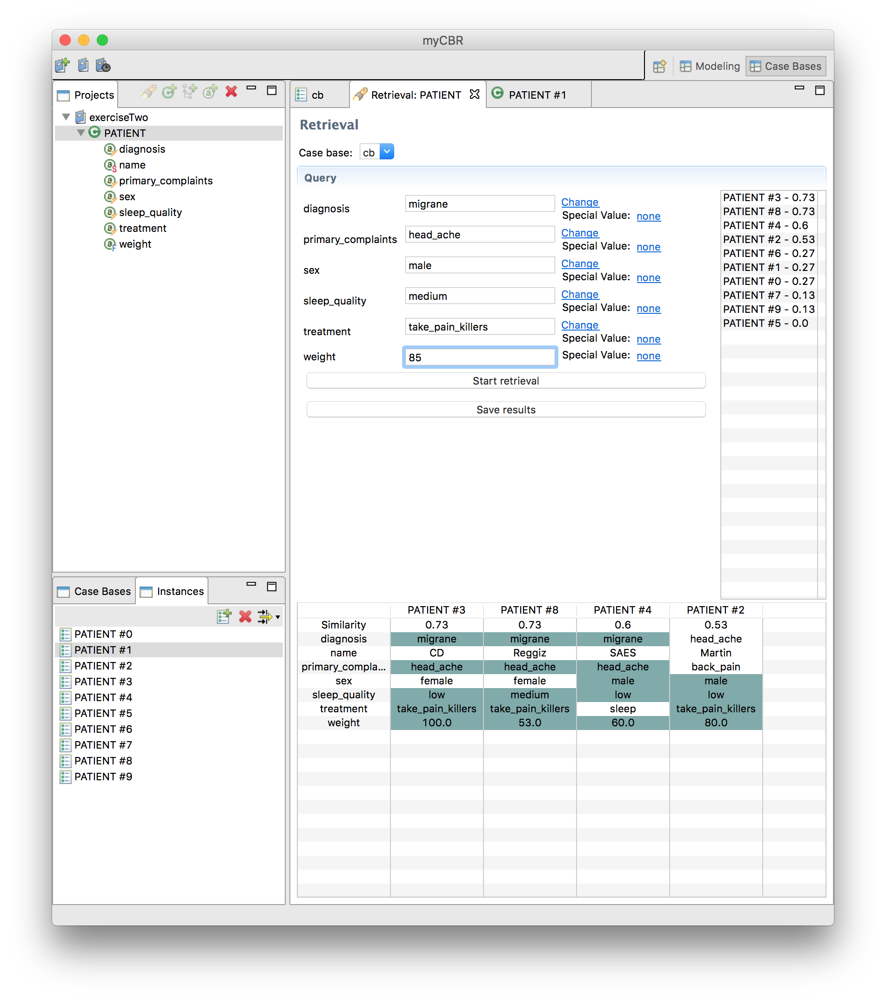 myCBR
Modeling
Case Bases
Projects
exerciseTwo
PATIENT
diagnosis
name
primary_complaints
sex
sleep_quality
treatment
weight
Case Bases
Instances
PATIENT #0
PATIENT #1
PATIENT #2
PATIENT #3
PATIENT #4
PATIENT #5
PATIENT #6
PATIENT #7
PATIENT #8
PATIENT #9
cb
Retrieval: PATIENT
PATIENT #1
Retrieval
Case base: cb
Query
diagnosis migrane Change
Special Value: none
primary_complaints head_ache Change
Special Value: none
sex male Change
Special Value: none
sleep_quality medium Change
Special Value: none
treatment take_pain_killers Change
Special Value: none
weight 85 Special Value: none
Start retrieval
Save results
PATIENT #3 - 0.73
PATIENT #8 - 0.73
PATIENT #4 - 0.6
PATIENT #2 - 0.53
PATIENT #6 - 0.27
PATIENT #1 - 0.27
PATIENT #0 - 0.27
PATIENT #7 - 0.13
PATIENT #9 - 0.13
PATIENT #5 - 0.0
PATIENT #3 PATIENT #8 PATIENT #4 PATIENT #2
Similarity 0.73 0.73 0.6 0.53
diagnosis migrane migrane migrane head_ache
name CD Reggiz SAES Martin
primary_compla... head_ache head_ache head_ache back_pain
sex female female male male
sleep_quality low medium low low
treatment take_pain_killers take_pain_killers sleep take_pain_killers
weight 100.0 53.0 60.0 80.0